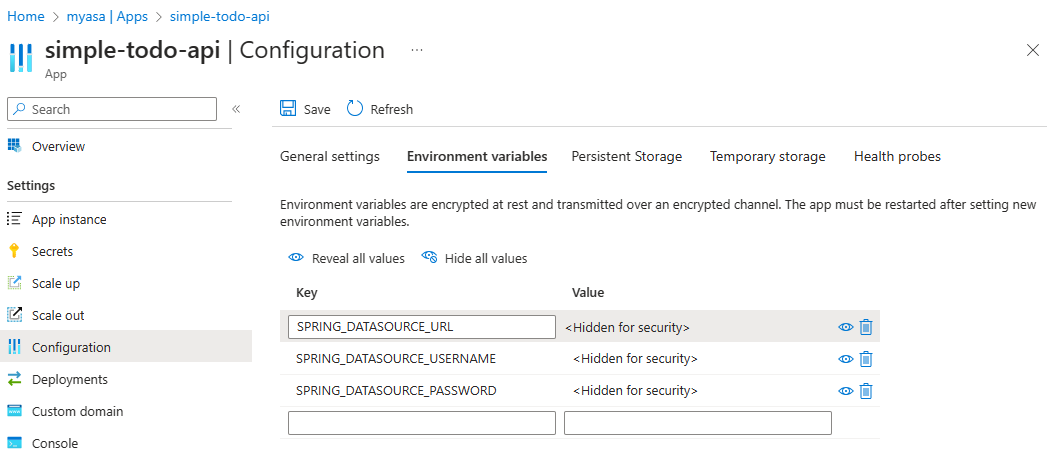 Home > myasa | Apps > simple-todo-api
simple-todo-api | Configuration ...
App
Search «
Overview
Settings
App instance
Secrets
Scale up
Scale out
Configuration
Deployments
Custom domain
Console
Save Refresh
General settings Environment variables Persistent Storage Temporary storage Health probes
Environment variables are encrypted at rest and transmitted over an encrypted channel. The app must be restarted after setting new
environment variables.
Reveal all values Hide all values
Key Value
SPRING_DATASOURCE_URL <Hidden for security>
SPRING_DATASOURCE_USERNAME <Hidden for security>
SPRING_DATASOURCE_PASSWORD <Hidden for security>